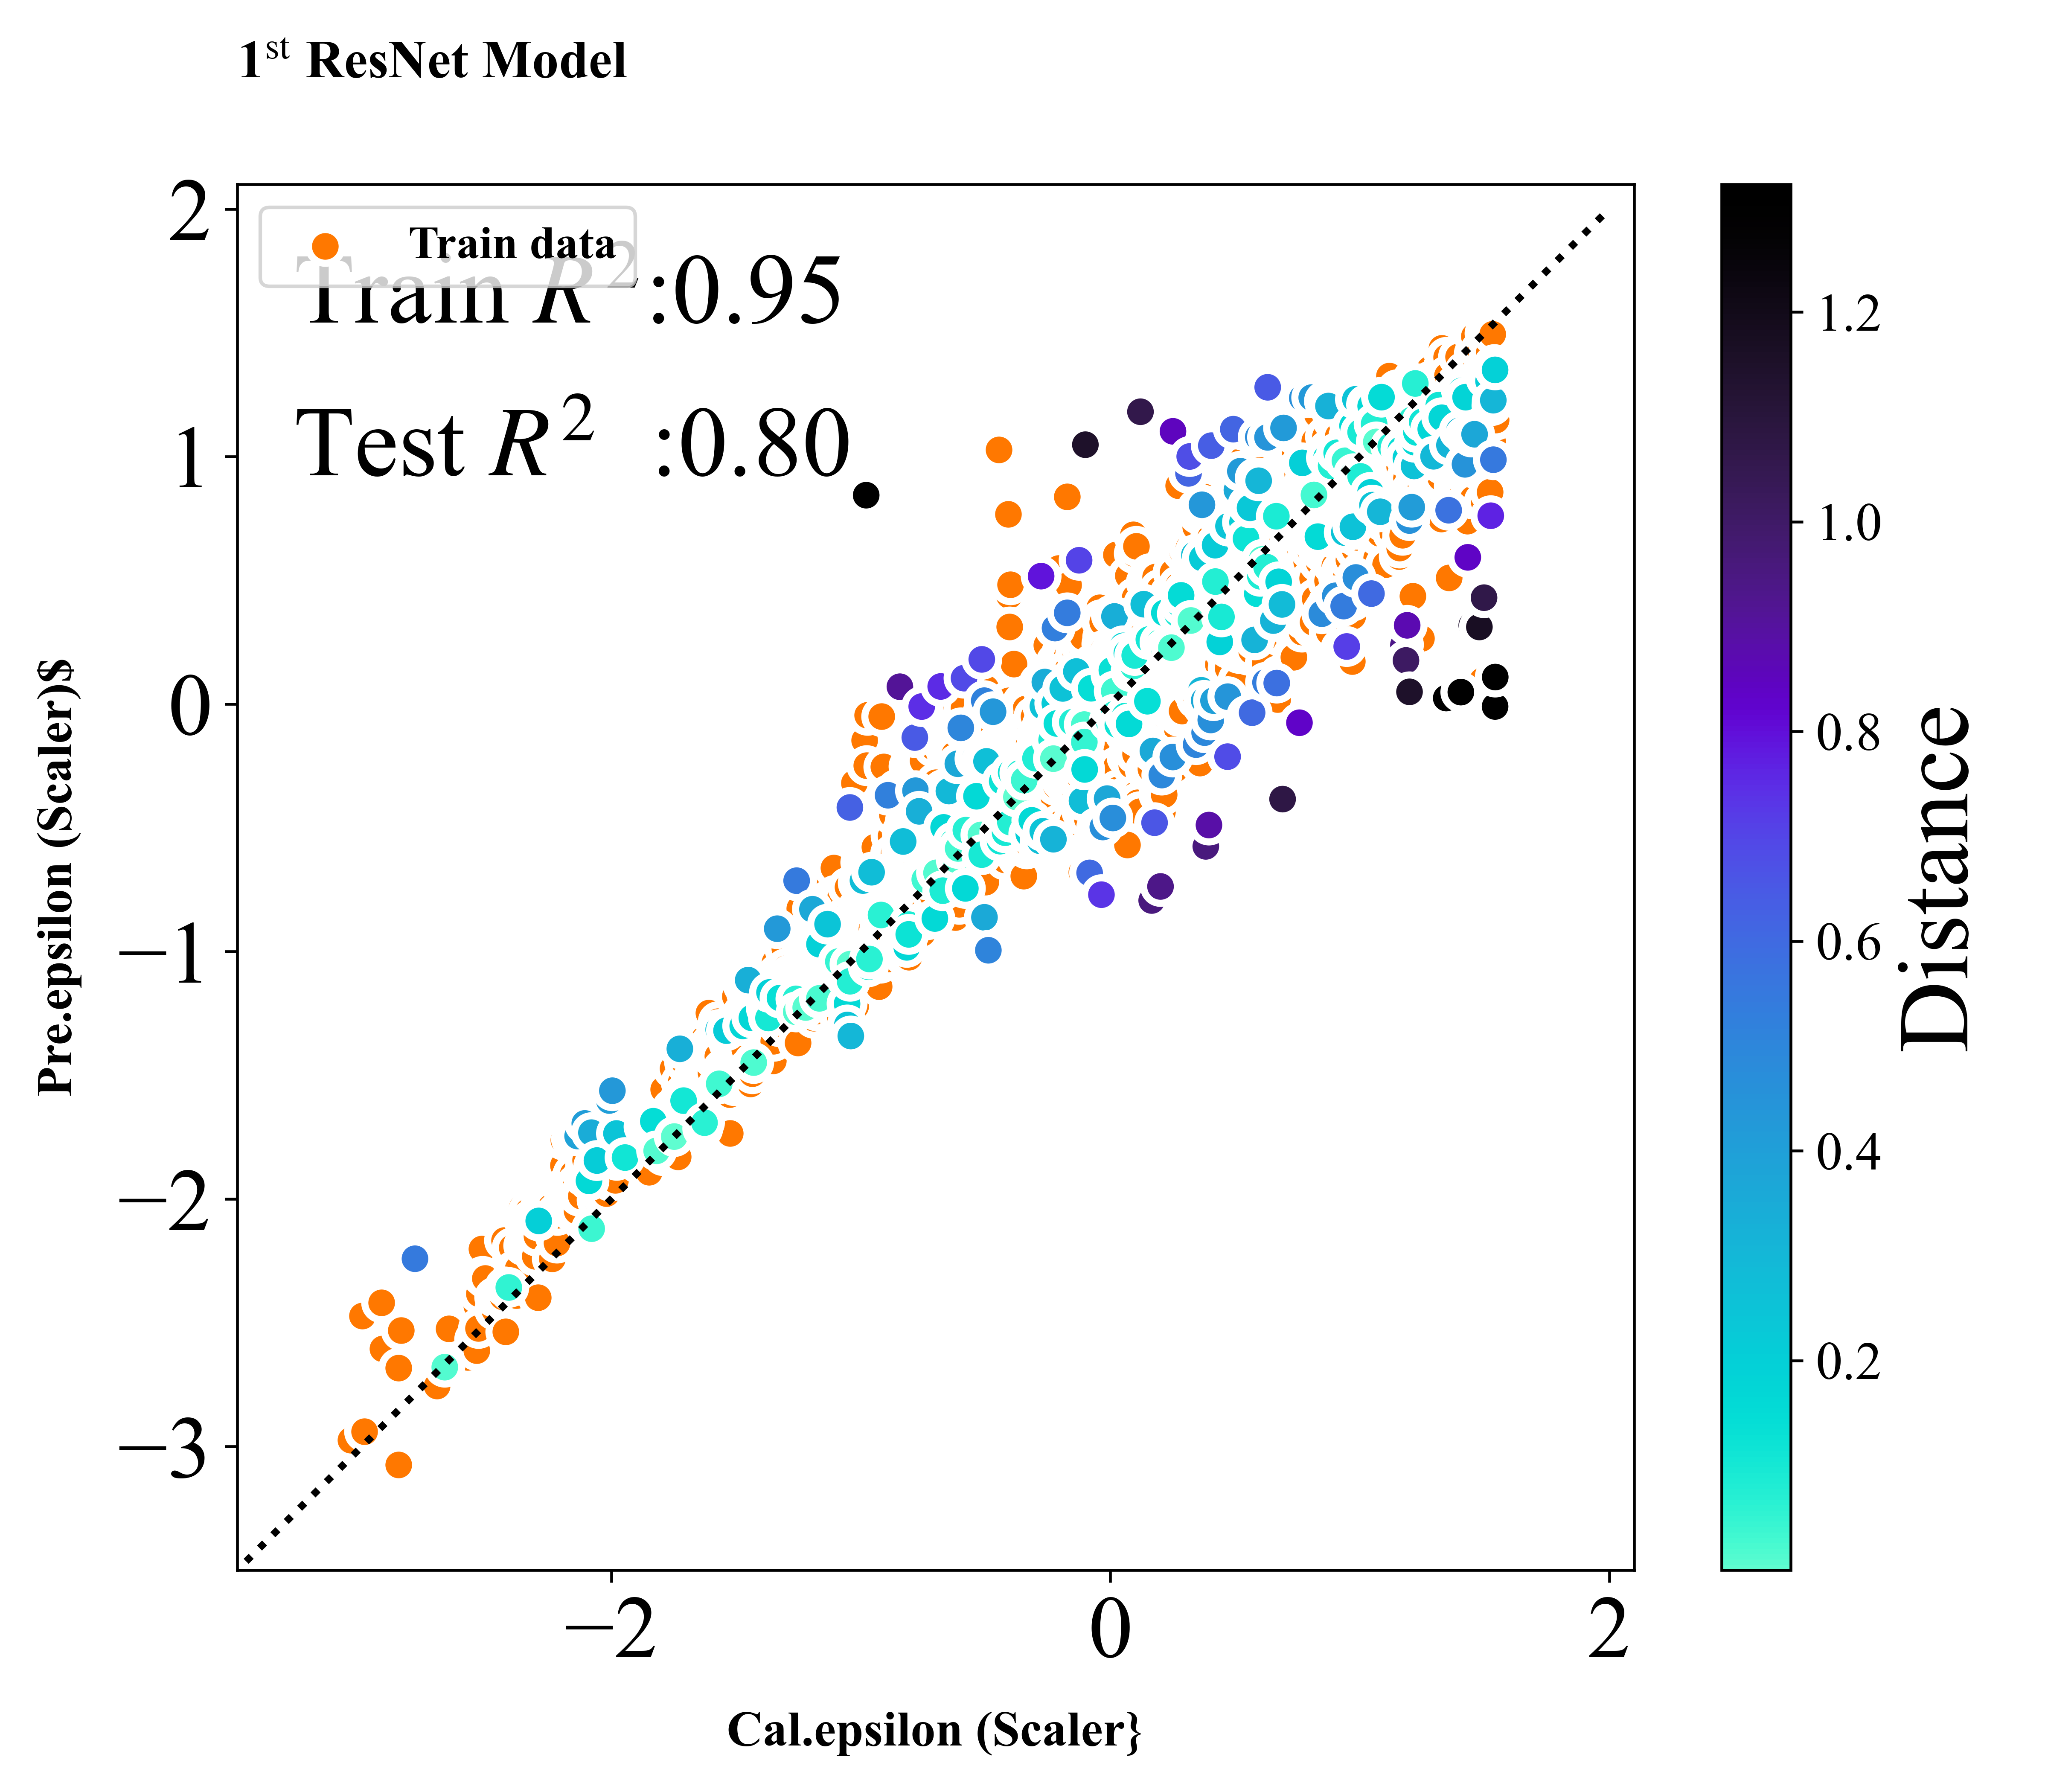 1st ResNet Model
Train data
Train R2 :0.95
Test R2 :0.80
2
1
0
−1
−2
−3
Pre.epsilon (Scaler)$
−2
0
2
Cal.epsilon (Scaler}
1.2
1.0
0.8
0.6
0.4
0.2
Distance